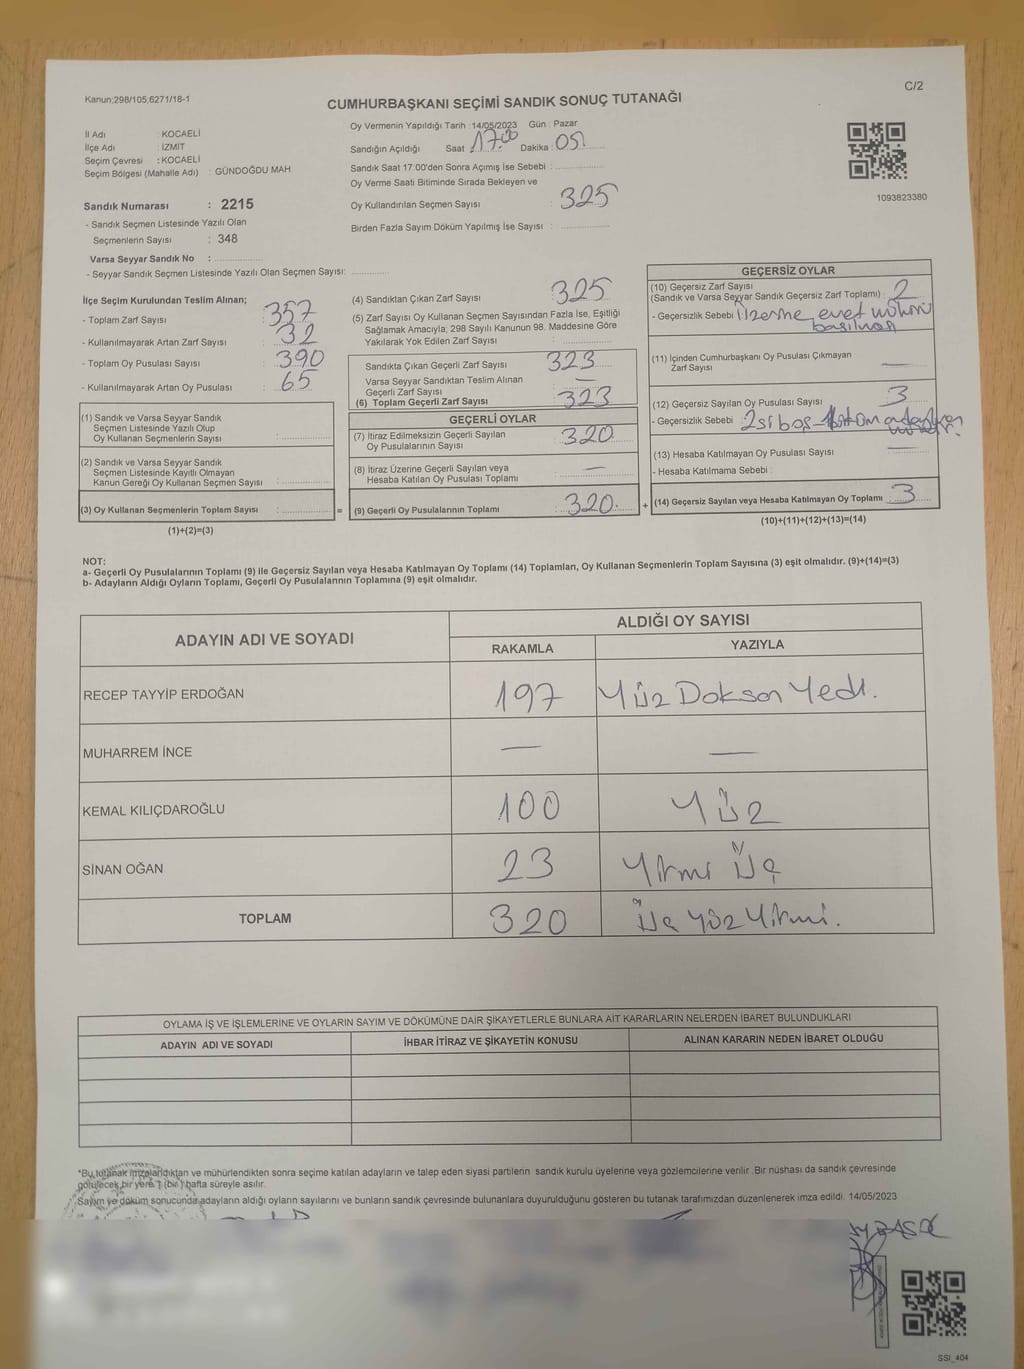 Kanun;298/105,6271/18-1
C/2
CUMHURBAŞKANI SEÇİMİ SANDIK SONUÇ TUTANAĞI
İl Adı : KOCAELİ
İlçe Adı : İZMİT
Seçim Çevresi : KOCAELİ
Seçim Bölgesi (Mahalle Adı) : GÜNDOĞDU MAH
Sandık Numarası : 2215
- Sandık Seçmen Listesinde Yazılı Olan
Seçmenlerin Sayısı : 348
Varsa Seyyar Sandık No :
- Seyyar Sandık Seçmen Listesinde Yazılı Olan Seçmen Sayısı:
Oy Vermenin Yapıldığı Tarih :14/05/2023 Gün : Pazar
Sandığın Açıldığı Saat : 17.00 Dakika : 05
Sandık Saat 17:00'den Sonra Açımış İse Sebebi :
Oy Verme Saati Bitiminde Sırada Bekleyen ve
Oy Kullandırılan Seçmen Sayısı : 325
Birden Fazla Sayım Döküm Yapılmış İse Sayısı :
1093823380
İlçe Seçim Kurulundan Teslim Alınan;
- Toplam Zarf Sayısı : 357
- Kullanılmayarak Artan Zarf Sayısı : 32
- Toplam Oy Pusulası Sayısı : 390
- Kullanılmayarak Artan Oy Pusulası : 65
(1) Sandık ve Varsa Seyyar Sandık
Seçmen Listesinde Yazılı Olup
Oy Kullanan Seçmenlerin Sayısı :
(2) Sandık ve Varsa Seyyar Sandık
Seçmen Listesinde Kayıtlı Olmayan
Kanun Gereği Oy Kullanan Seçmen Sayısı :
(3) Oy Kullanan Seçmenlerin Toplam Sayısı :
(1)+(2)=(3)
(4) Sandıktan Çıkan Zarf Sayısı : 325
(5) Zarf Sayısı Oy Kullanan Seçmen Sayısından Fazla İse, Eşitliği
Sağlamak Amacıyla; 298 Sayılı Kanunun 98. Maddesine Göre
Yakılarak Yok Edilen Zarf Sayısı :
Sandıkta Çıkan Geçerli Zarf Sayısı : 323
Varsa Seyyar Sandıktan Teslim Alınan
Geçerli Zarf Sayısı : —
(6) Toplam Geçerli Zarf Sayısı : 323
GEÇERLİ OYLAR
(7) İtiraz Edilmeksizin Geçerli Sayılan
Oy Pusulalarının Sayısı : 320
(8) İtiraz Üzerine Geçerli Sayılan veya
Hesaba Katılan Oy Pusulası Toplamı : —
(9) Geçerli Oy Pusulalarının Toplamı : 320
=
+
GEÇERSİZ OYLAR
(10) Geçersiz Zarf Sayısı
(Sandık ve Varsa Seyyar Sandık Geçersiz Zarf Toplamı) : 2
- Geçersizlik Sebebi : Üzerine evet mührü
basılması
(11) İçinden Cumhurbaşkanı Oy Pusulası Çıkmayan
Zarf Sayısı : —
(12) Geçersiz Sayılan Oy Pusulası Sayısı : 3
- Geçersizlik Sebebi : 2si boş
(13) Hesaba Katılmayan Oy Pusulası Sayısı : —
- Hesaba Katılmama Sebebi :
(14) Geçersiz Sayılan veya Hesaba Katılmayan Oy Toplamı : 3
(10)+(11)+(12)+(13)=(14)
NOT:
a- Geçerli Oy Pusulalarının Toplamı (9) ile Geçersiz Sayılan veya Hesaba Katılmayan Oy Toplamı (14) Toplamları, Oy Kullanan Seçmenlerin Toplam Sayısına (3) eşit olmalıdır. (9)+(14)=(3)
b- Adayların Aldığı Oyların Toplamı, Geçerli Oy Pusulalarının Toplamına (9) eşit olmalıdır.
ADAYIN ADI VE SOYADI
ALDIĞI OY SAYISI
RAKAMLA YAZIYLA
RECEP TAYYİP ERDOĞAN 197 Yüz Doksan Yedi.
MUHARREM İNCE — —
KEMAL KILIÇDAROĞLU 100 Yüz
SİNAN OĞAN 23 Yirmi Üç
TOPLAM 320 Üç Yüz Yirmi.
OYLAMA İŞ VE İŞLEMLERİNE VE OYLARIN SAYIM VE DÖKÜMÜNE DAİR ŞİKAYETLERLE BUNLARA AİT KARARLARIN NELERDEN İBARET BULUNDUKLARI
ADAYIN ADI VE SOYADI İHBAR İTİRAZ VE ŞİKAYETİN KONUSU ALINAN KARARIN NEDEN İBARET OLDUĞU
*Bu tutanak imzalandıktan ve mühürlendikten sonra seçime katılan adayların ve talep eden siyasi partilerin sandık kurulu üyelerine veya gözlemcilerine verilir. Bir nüshası da sandık çevresinde
görülecek bir yere 1 (bir) hafta süreyle asılır.
Sayım ve döküm sonucunda adayların aldığı oyların sayılarını ve bunların sandık çevresinde bulunanlara duyurulduğunu gösteren bu tutanak tarafımızdan düzenlenerek imza edildi. 14/05/2023
SSI_404